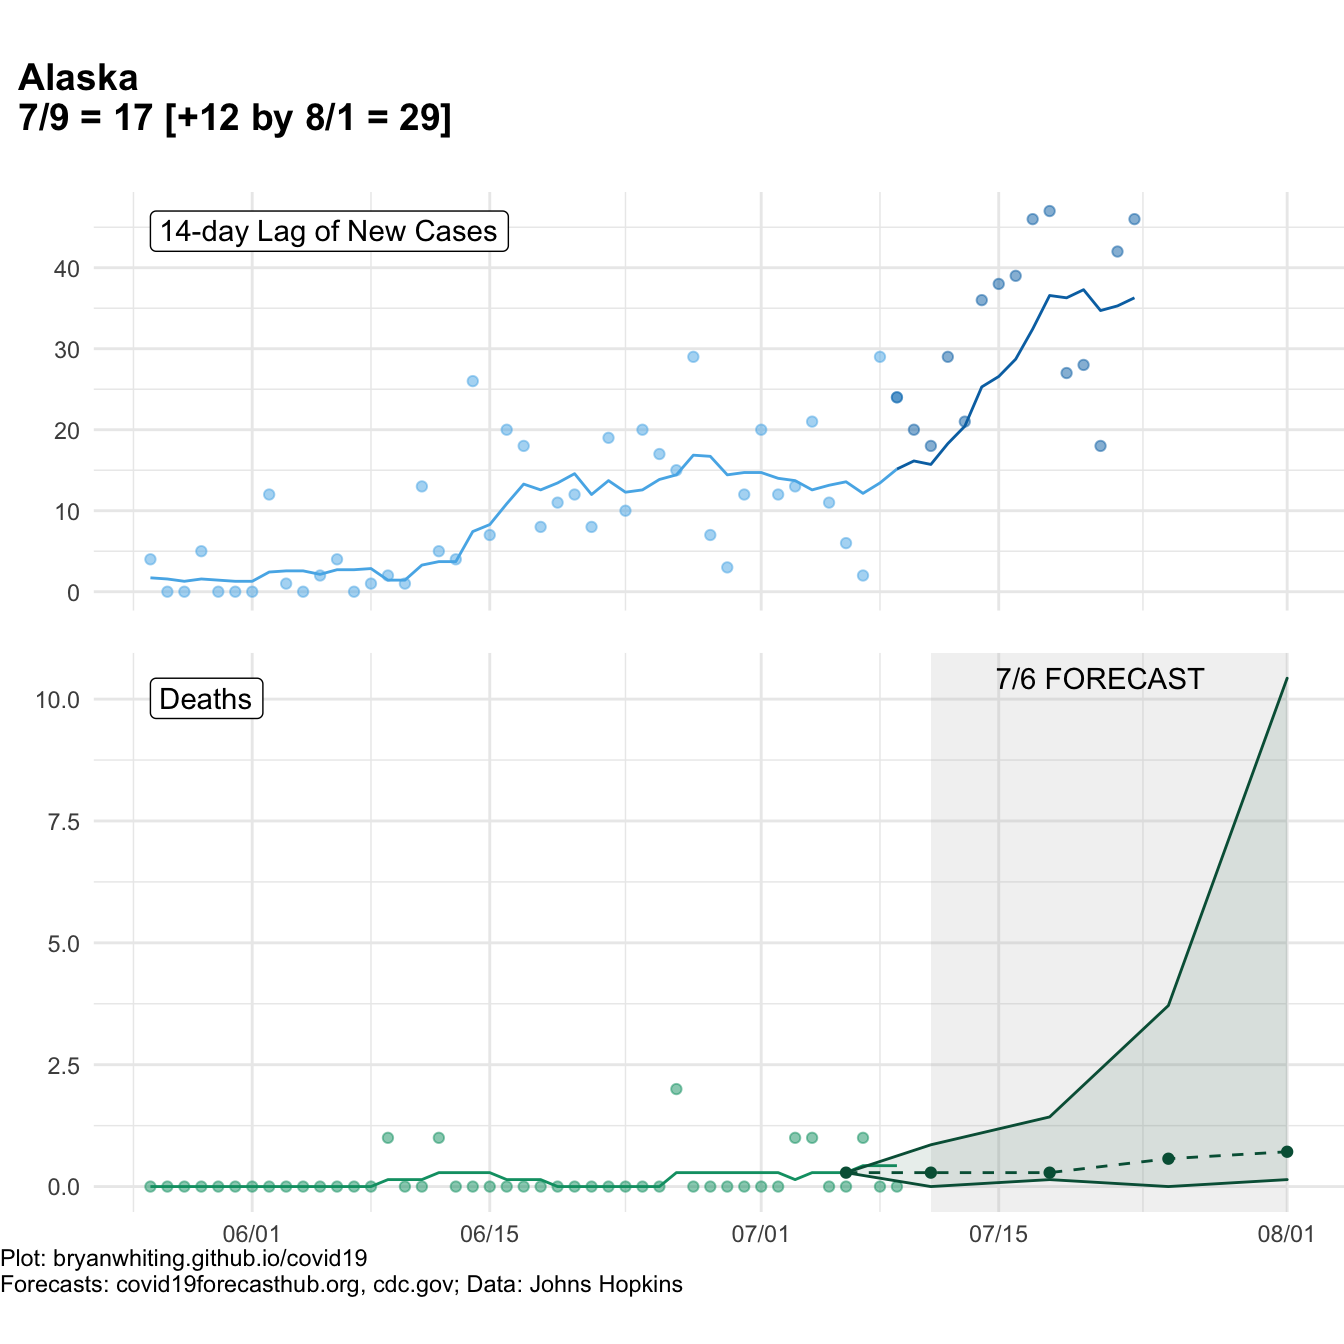 Alaska
7/9 = 17 [+12 by 8/1 = 29]
14-day Lag of New Cases
40
30
20
10
0
7/6 FORECAST
Deaths
10.0
7.5
5.0
2.5
0.0
06/01
06/15
07/01
07/15
08/01
Plot: bryanwhiting.github.io/covid19
Forecasts: covid19forecasthub.org, cdc.gov; Data: Johns Hopkins